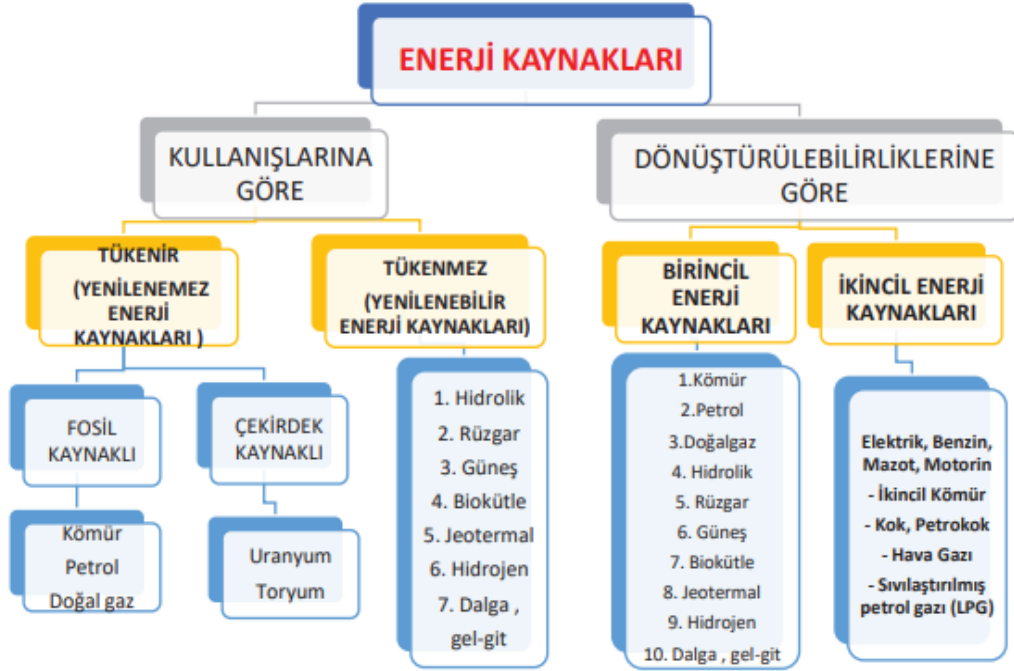 ENERJİ KAYNAKLARI
KULLANIŞLARINA
GÖRE
DÖNÜŞTÜRÜLEBİLİRLİKLERİNE
GÖRE
TÜKENİR
(YENİLENEMEZ
ENERJİ
KAYNAKLARI )
TÜKENMEZ
(YENİLENEBİLİR
ENERJİ KAYNAKLARI)
BİRİNCİL
ENERJİ
KAYNAKLARI
İKİNCİL ENERJİ
KAYNAKLARI
FOSİL
KAYNAKLI
ÇEKİRDEK
KAYNAKLI
Kömür
Petrol
Doğal gaz
Uranyum
Toryum
1. Hidrolik
2. Rüzgar
3. Güneş
4. Biokütle
5. Jeotermal
6. Hidrojen
7. Dalga ,
gel-git
1.Kömür
2.Petrol
3.Doğalgaz
4. Hidrolik
5. Rüzgar
6. Güneş
7. Biokütle
8. Jeotermal
9. Hidrojen
10. Dalga , gel-git
Elektrik, Benzin,
Mazot, Motorin
- İkincil Kömür
- Kok, Petrokok
- Hava Gazı
- Sıvılaştırılmış
petrol gazı (LPG)